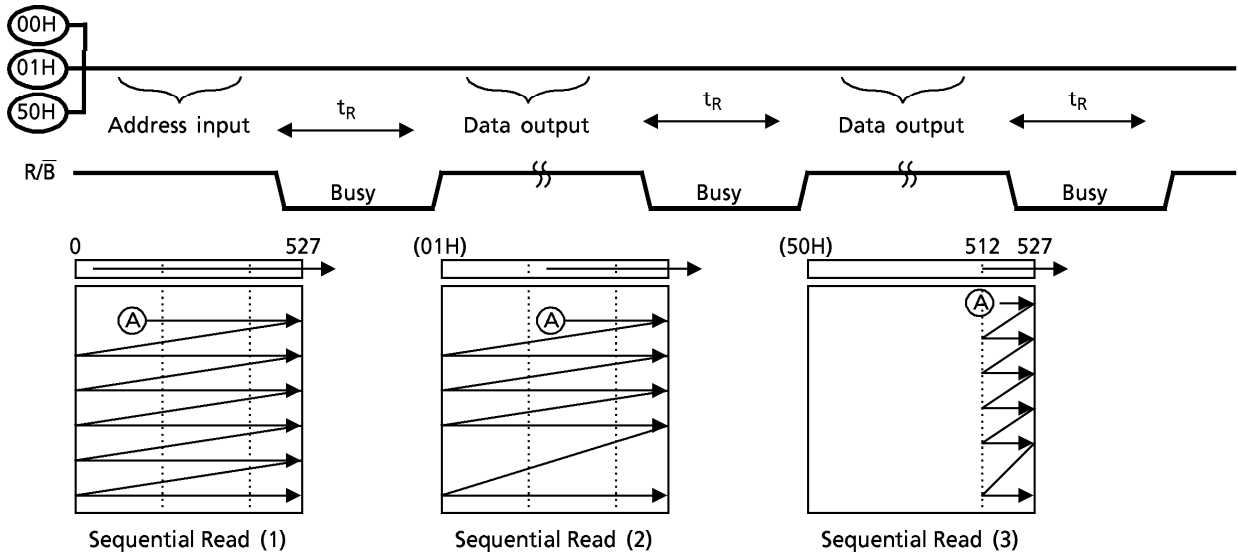 00H
01H
50H
Address input
tR
Data output
tR
Data output
tR
R/B̅
Busy
Busy
Busy
0 527
(01H)
(50H) 512 527
A
A
A
Sequential Read (1)
Sequential Read (2)
Sequential Read (3)